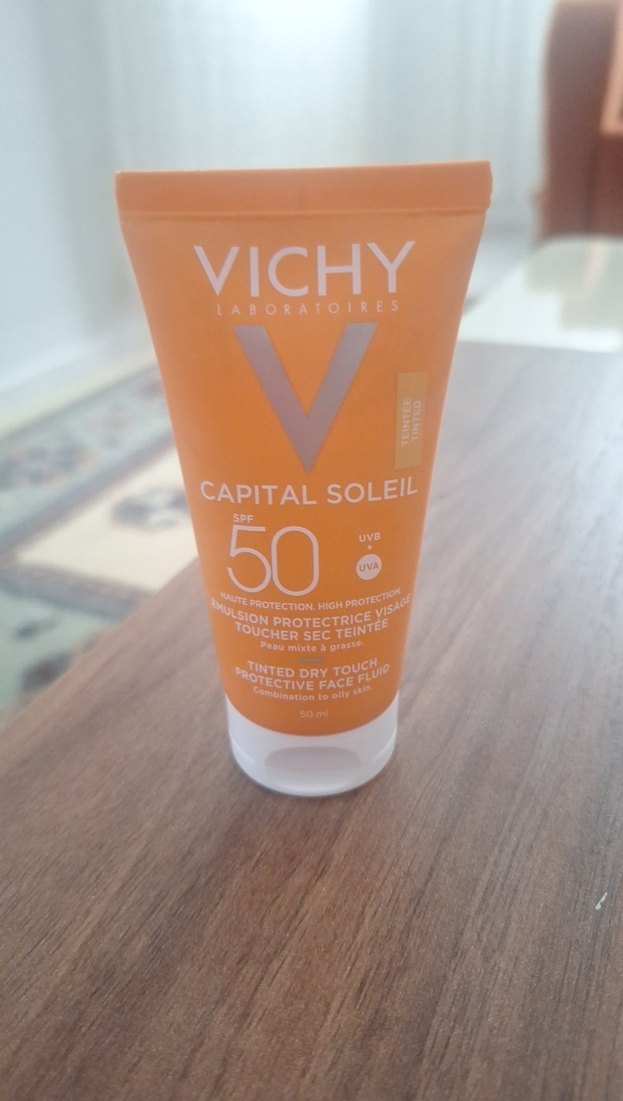 VICHY
LABORATOIRES
V
TEINTÉE
TINTED
CAPITAL SOLEIL
SPF
50
UVB
+
UVA
HAUTE PROTECTION. HIGH PROTECTION.
ÉMULSION PROTECTRICE VISAGE
TOUCHER SEC TEINTÉE
Peau mixte à grasse.
TINTED DRY TOUCH
PROTECTIVE FACE FLUID
Combination to oily skin.
50 ml